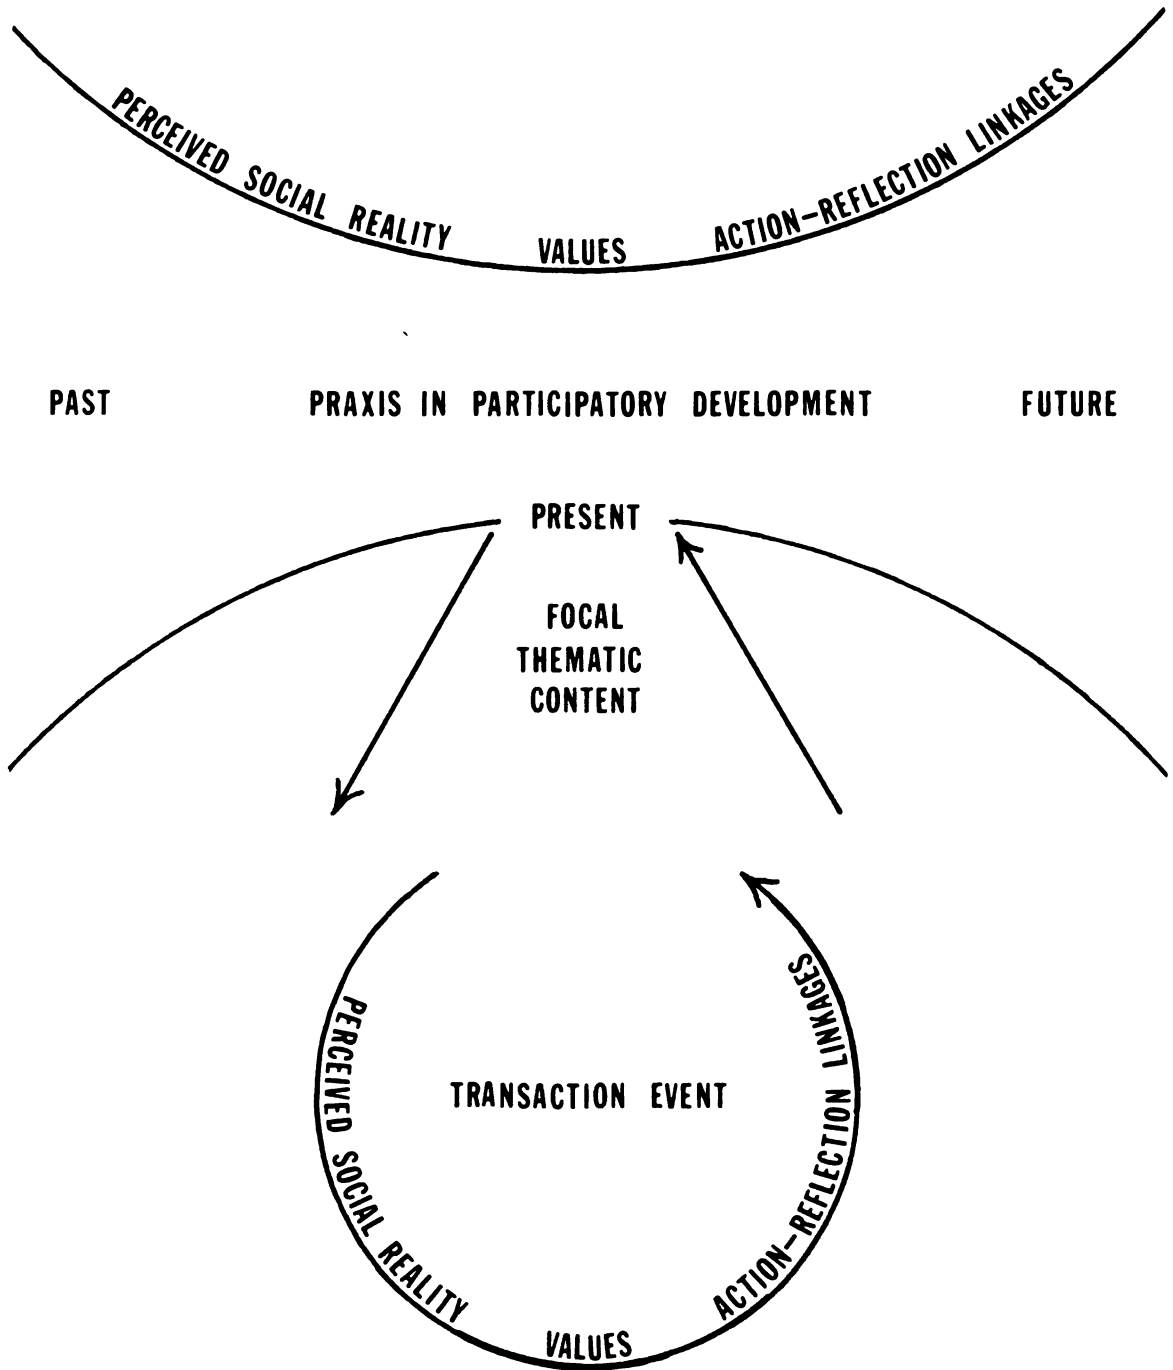 PERCEIVED SOCIAL REALITY
VALUES
ACTION-REFLECTION LINKAGES
PAST
PRAXIS IN PARTICIPATORY DEVELOPMENT
FUTURE
PRESENT
FOCAL
THEMATIC
CONTENT
TRANSACTION EVENT
PERCEIVED SOCIAL REALITY
VALUES
ACTION-REFLECTION LINKAGES